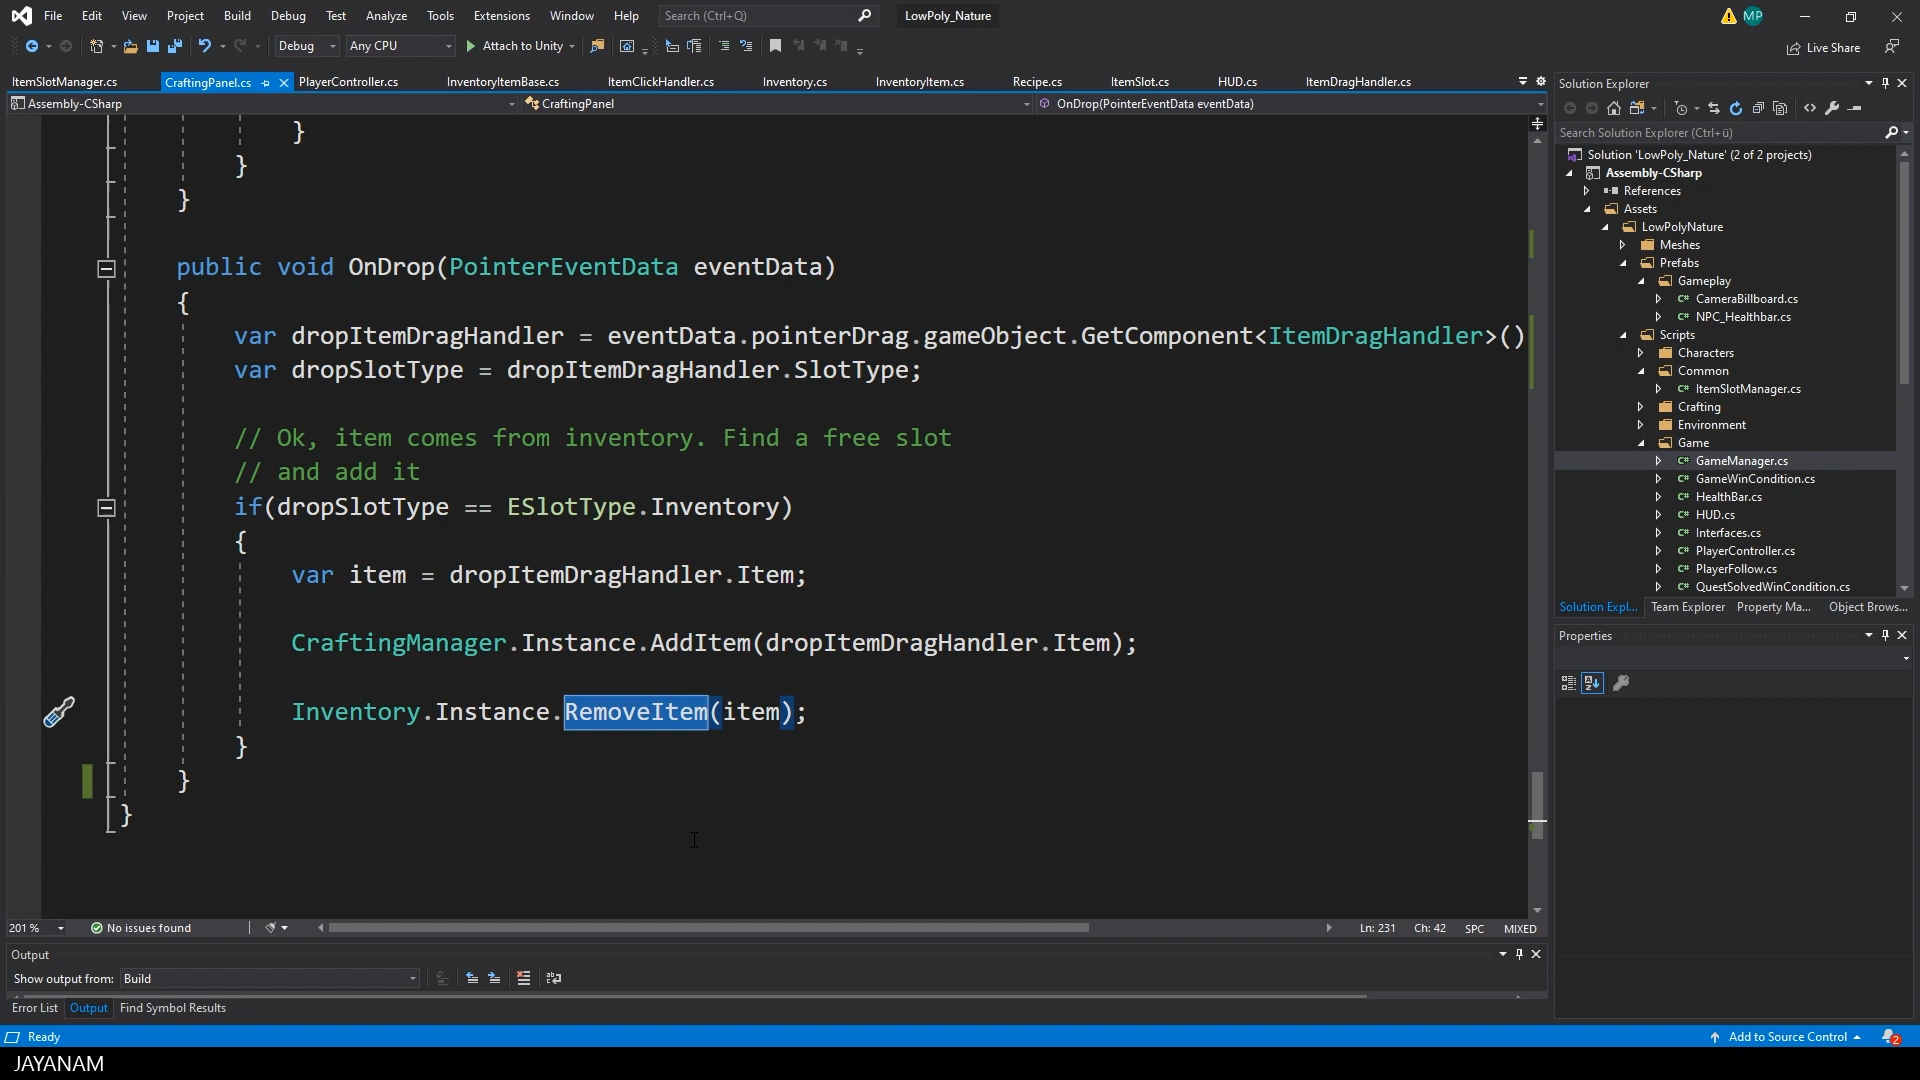 File Edit View Project Build Debug Test Analyze Tools Extensions Window Help Search (Ctrl+Q) LowPoly_Nature MP
Debug Any CPU Attach to Unity Live Share
ItemSlotManager.cs CraftingPanel.cs PlayerController.cs InventoryItemBase.cs ItemClickHandler.cs Inventory.cs InventoryItem.cs Recipe.cs ItemSlot.cs HUD.cs ItemDragHandler.cs
Assembly-CSharp CraftingPanel OnDrop(PointerEventData eventData)
}
}
}
public void OnDrop(PointerEventData eventData)
{
var dropItemDragHandler = eventData.pointerDrag.gameObject.GetComponent<ItemDragHandler>()
var dropSlotType = dropItemDragHandler.SlotType;
// Ok, item comes from inventory. Find a free slot
// and add it
if(dropSlotType == ESlotType.Inventory)
{
var item = dropItemDragHandler.Item;
CraftingManager.Instance.AddItem(dropItemDragHandler.Item);
Inventory.Instance.RemoveItem(item);
}
}
}
201 % No issues found Ln: 231 Ch: 42 SPC MIXED
Output
Show output from: Build
Error List Output Find Symbol Results
Solution Explorer
Search Solution Explorer (Ctrl+ü)
Solution 'LowPoly_Nature' (2 of 2 projects)
Assembly-CSharp
References
Assets
LowPolyNature
Meshes
Prefabs
Gameplay
C# CameraBillboard.cs
C# NPC_Healthbar.cs
Scripts
Characters
Common
C# ItemSlotManager.cs
Crafting
Environment
Game
C# GameManager.cs
C# GameWinCondition.cs
C# HealthBar.cs
C# HUD.cs
C# Interfaces.cs
C# PlayerController.cs
C# PlayerFollow.cs
C# QuestSolvedWinCondition.cs
Solution Expl... Team Explorer Property Ma... Object Brows...
Properties
Ready Add to Source Control 2
JAYANAM